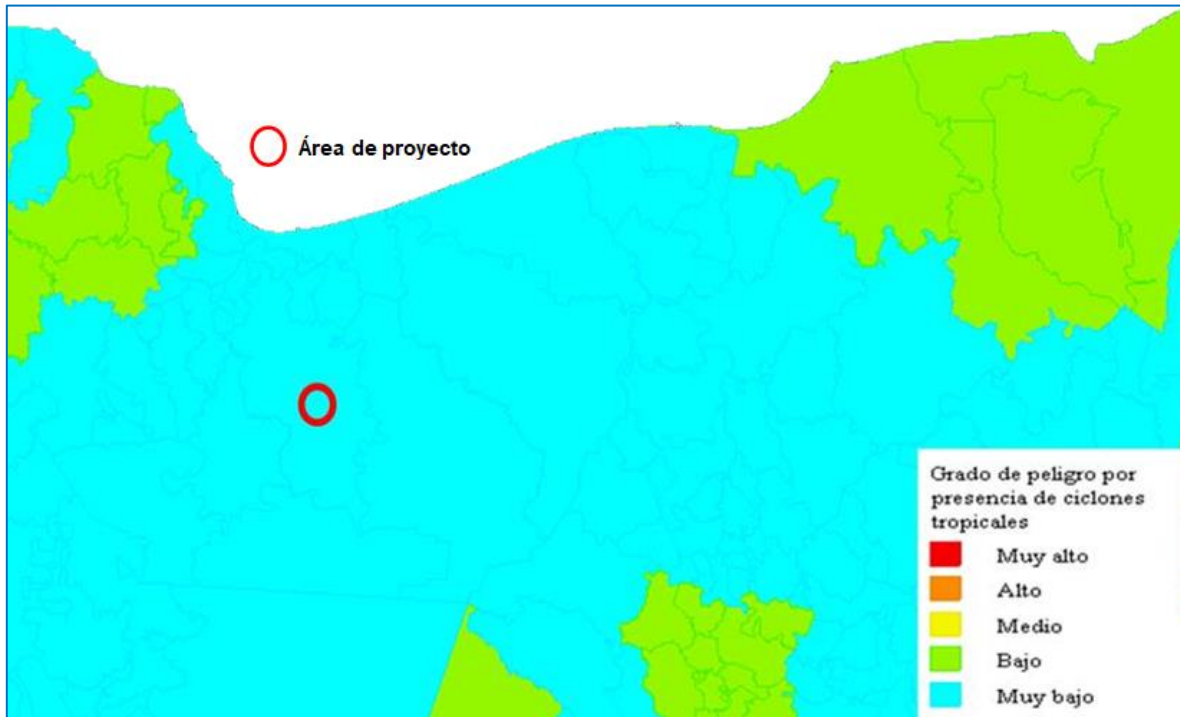 Área de proyecto
Grado de peligro por
presencia de ciclones
tropicales
Muy alto
Alto
Medio
Bajo
Muy bajo